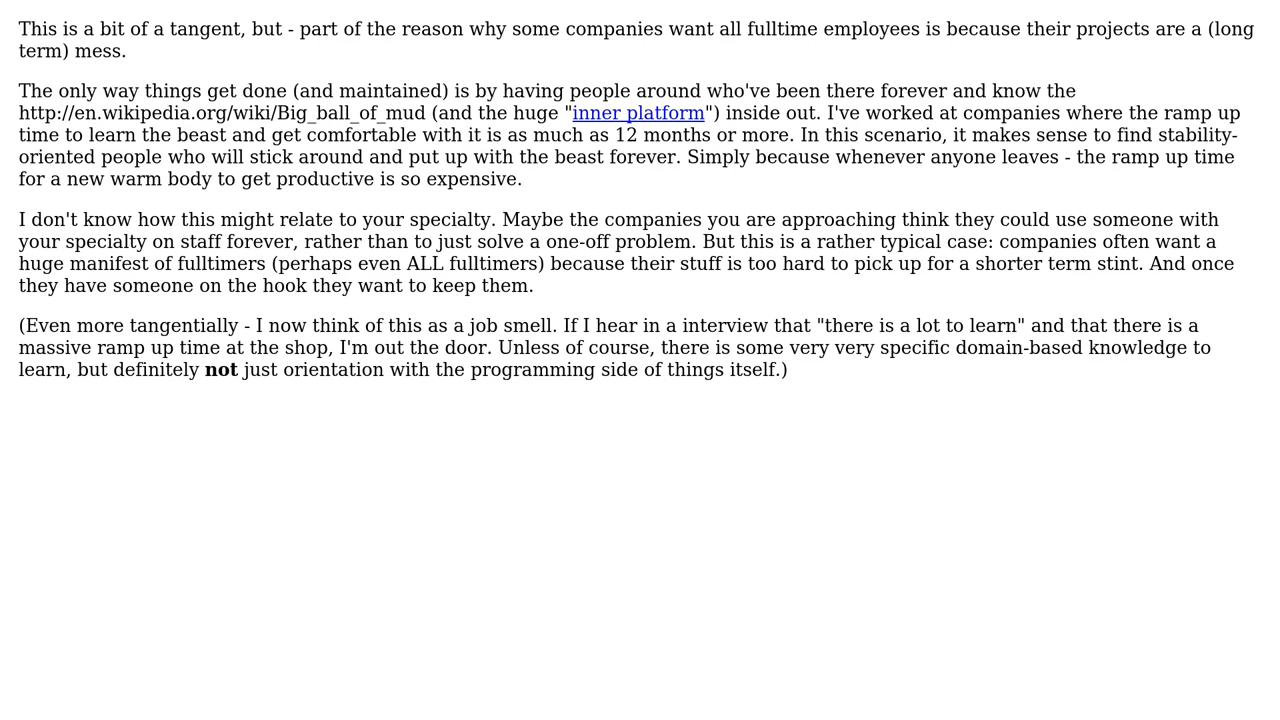 This is a bit of a tangent, but - part of the reason why some companies want all fulltime employees is because their projects are a (long
term) mess.
The only way things get done (and maintained) is by having people around who've been there forever and know the
http://en.wikipedia.org/wiki/Big_ball_of_mud (and the huge "inner platform") inside out. I've worked at companies where the ramp up
time to learn the beast and get comfortable with it is as much as 12 months or more. In this scenario, it makes sense to find stability-
oriented people who will stick around and put up with the beast forever. Simply because whenever anyone leaves - the ramp up time
for a new warm body to get productive is so expensive.
I don't know how this might relate to your specialty. Maybe the companies you are approaching think they could use someone with
your specialty on staff forever, rather than to just solve a one-off problem. But this is a rather typical case: companies often want a
huge manifest of fulltimers (perhaps even ALL fulltimers) because their stuff is too hard to pick up for a shorter term stint. And once
they have someone on the hook they want to keep them.
(Even more tangentially - I now think of this as a job smell. If I hear in a interview that "there is a lot to learn" and that there is a
massive ramp up time at the shop, I'm out the door. Unless of course, there is some very very specific domain-based knowledge to
learn, but definitely not just orientation with the programming side of things itself.)